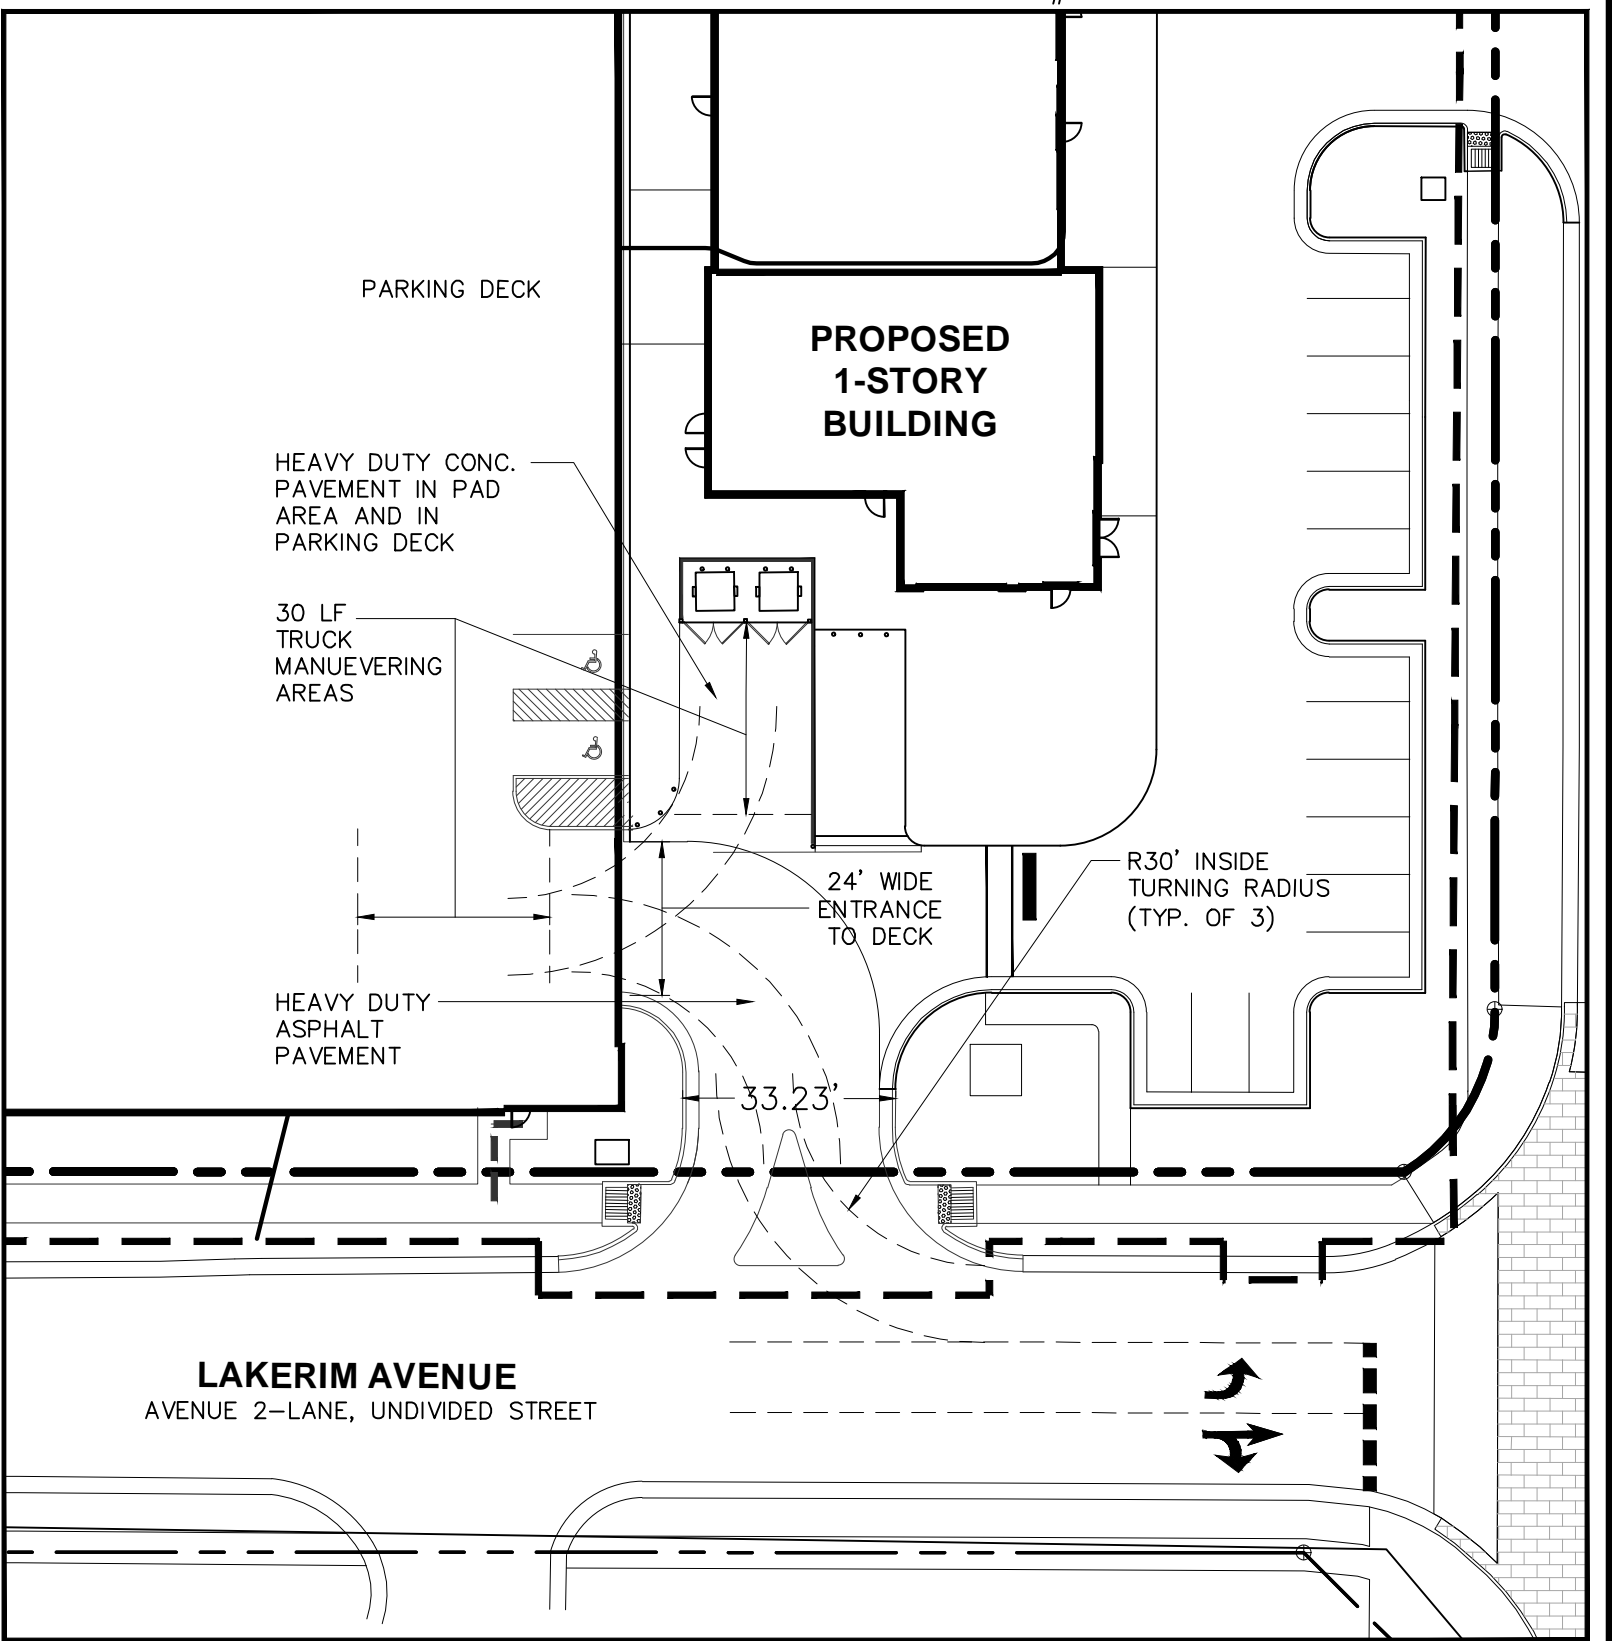 PARKING DECK
PROPOSED
1-STORY
BUILDING
HEAVY DUTY CONC.
PAVEMENT IN PAD
AREA AND IN
PARKING DECK
30 LF
TRUCK
MANUEVERING
AREAS
24' WIDE
ENTRANCE
TO DECK
R30' INSIDE
TURNING RADIUS
(TYP. OF 3)
HEAVY DUTY
ASPHALT
PAVEMENT
33.23'
LAKERIM AVENUE
AVENUE 2-LANE, UNDIVIDED STREET